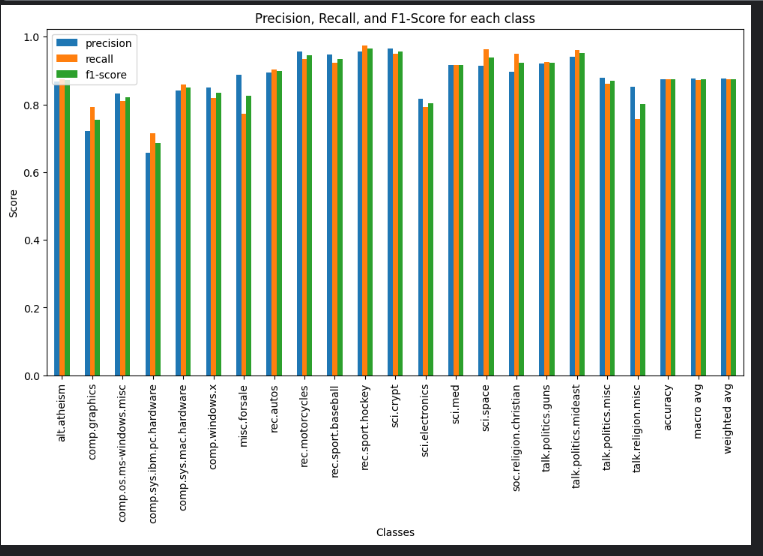 Precision, Recall, and F1-Score for each class
precision
recall
f1-score
Score
1.0
0.8
0.6
0.4
0.2
0.0
alt.atheism
comp.graphics
comp.os.ms-windows.misc
comp.sys.ibm.pc.hardware
comp.sys.mac.hardware
comp.windows.x
misc.forsale
rec.autos
rec.motorcycles
rec.sport.baseball
rec.sport.hockey
sci.crypt
sci.electronics
sci.med
sci.space
soc.religion.christian
talk.politics.guns
talk.politics.mideast
talk.politics.misc
talk.religion.misc
accuracy
macro avg
weighted avg
Classes